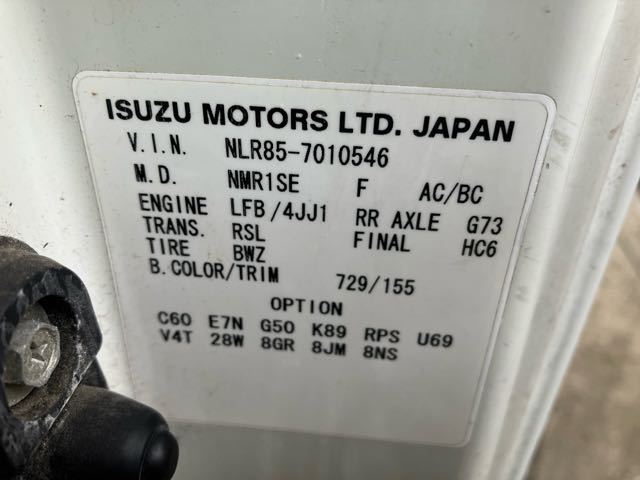 ISUZU MOTORS LTD. JAPAN
V.I.N. NLR85-7010546
M.D. NMR1SE F AC/BC
ENGINE LFB/4JJ1 RR AXLE G73
TRANS. RSL FINAL HC6
TIRE BWZ
B.COLOR/TRIM 729/155
OPTION
C60 E7N G50 K89 RPS U69
V4T 28W 8GR 8JM 8NS